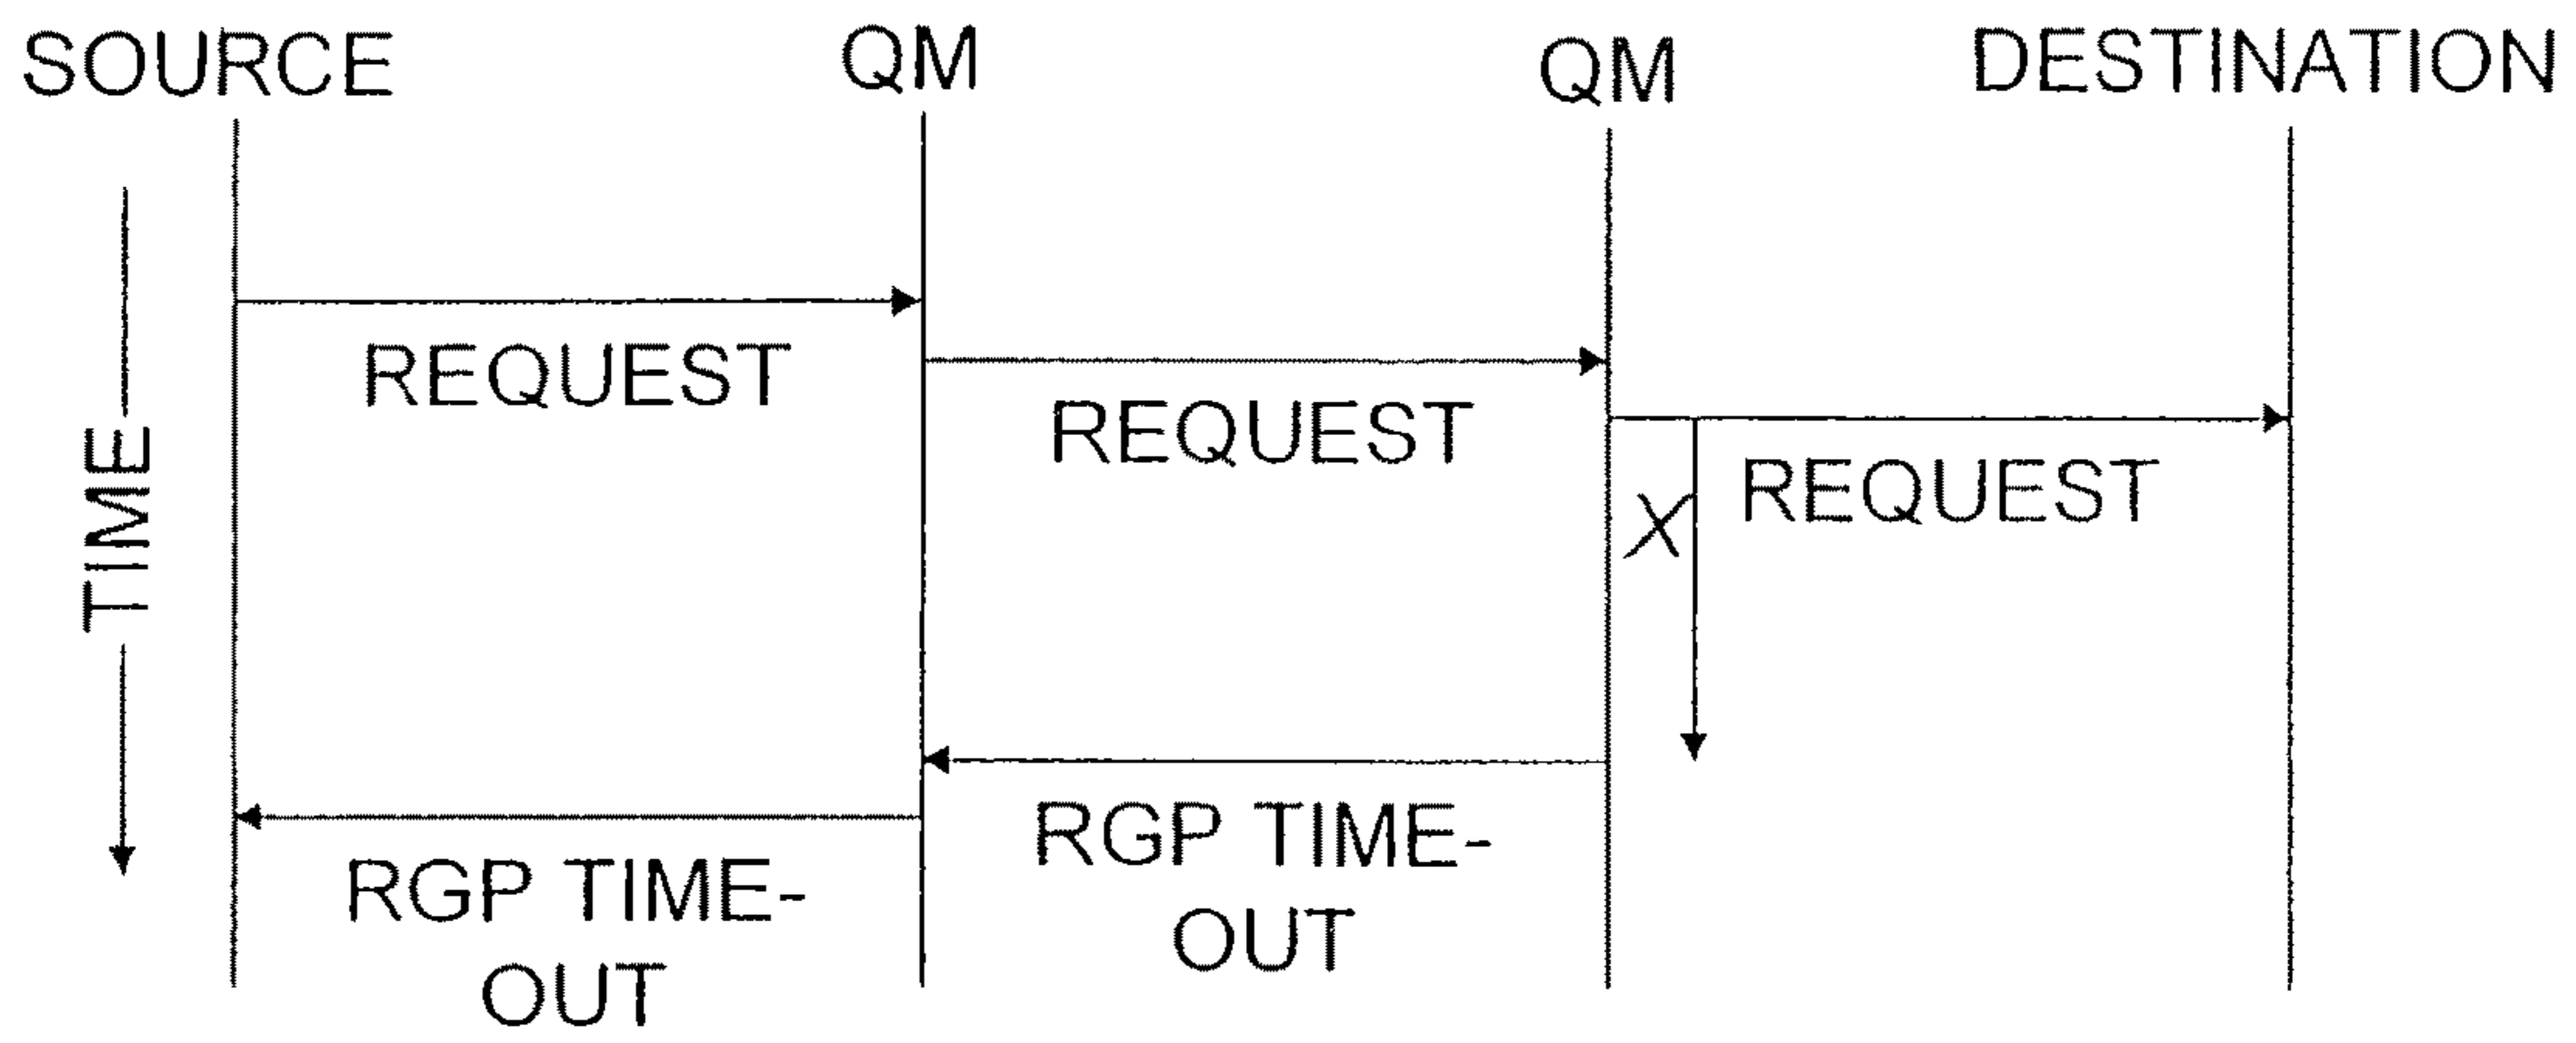 SOURCE
QM
QM
DESTINATION
TIME
REQUEST
REQUEST
REQUEST
X
RGP TIME-
OUT
RGP TIME-
OUT